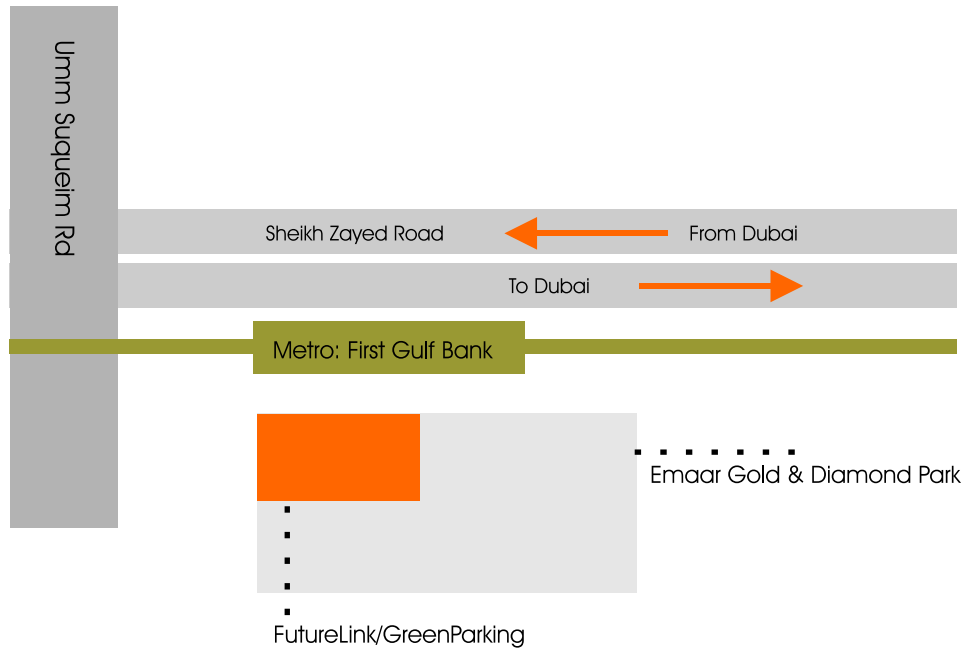 Umm Suqueim Rd
Sheikh Zayed Road
From Dubai
To Dubai
Metro: First Gulf Bank
Emaar Gold & Diamond Park
FutureLink/GreenParking